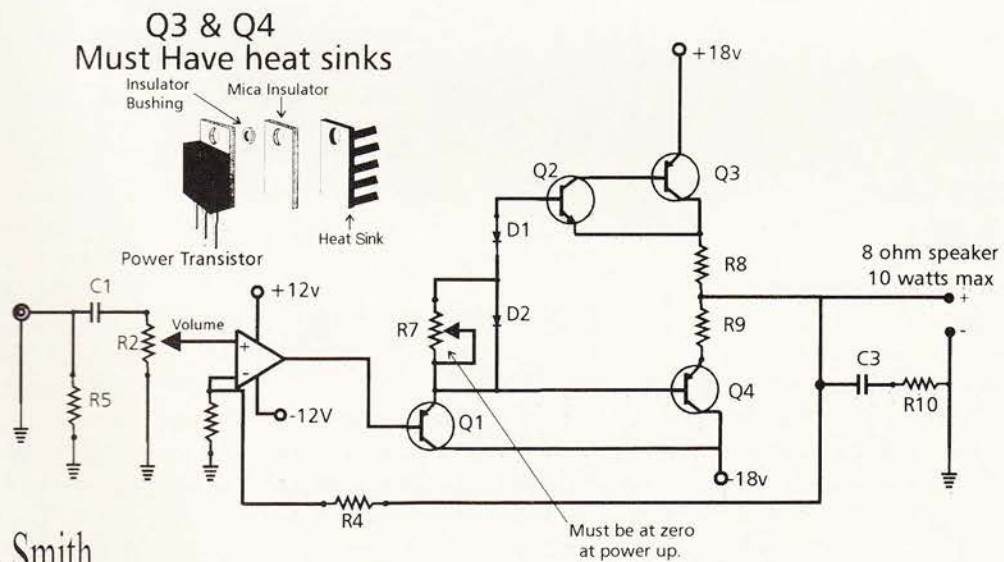 Q3 & Q4
Must Have heat sinks
Insulator
Bushing
Mica Insulator
Heat Sink
Power Transistor
+18v
Q2
Q3
D1
8 ohm speaker
10 watts max
R8
+
-
C1
+12v
Volume
R2
R7
D2
R9
C3
+
-
R5
-12V
Q1
Q4
R10
-18v
R4
Must be at zero
at power up.
Smith